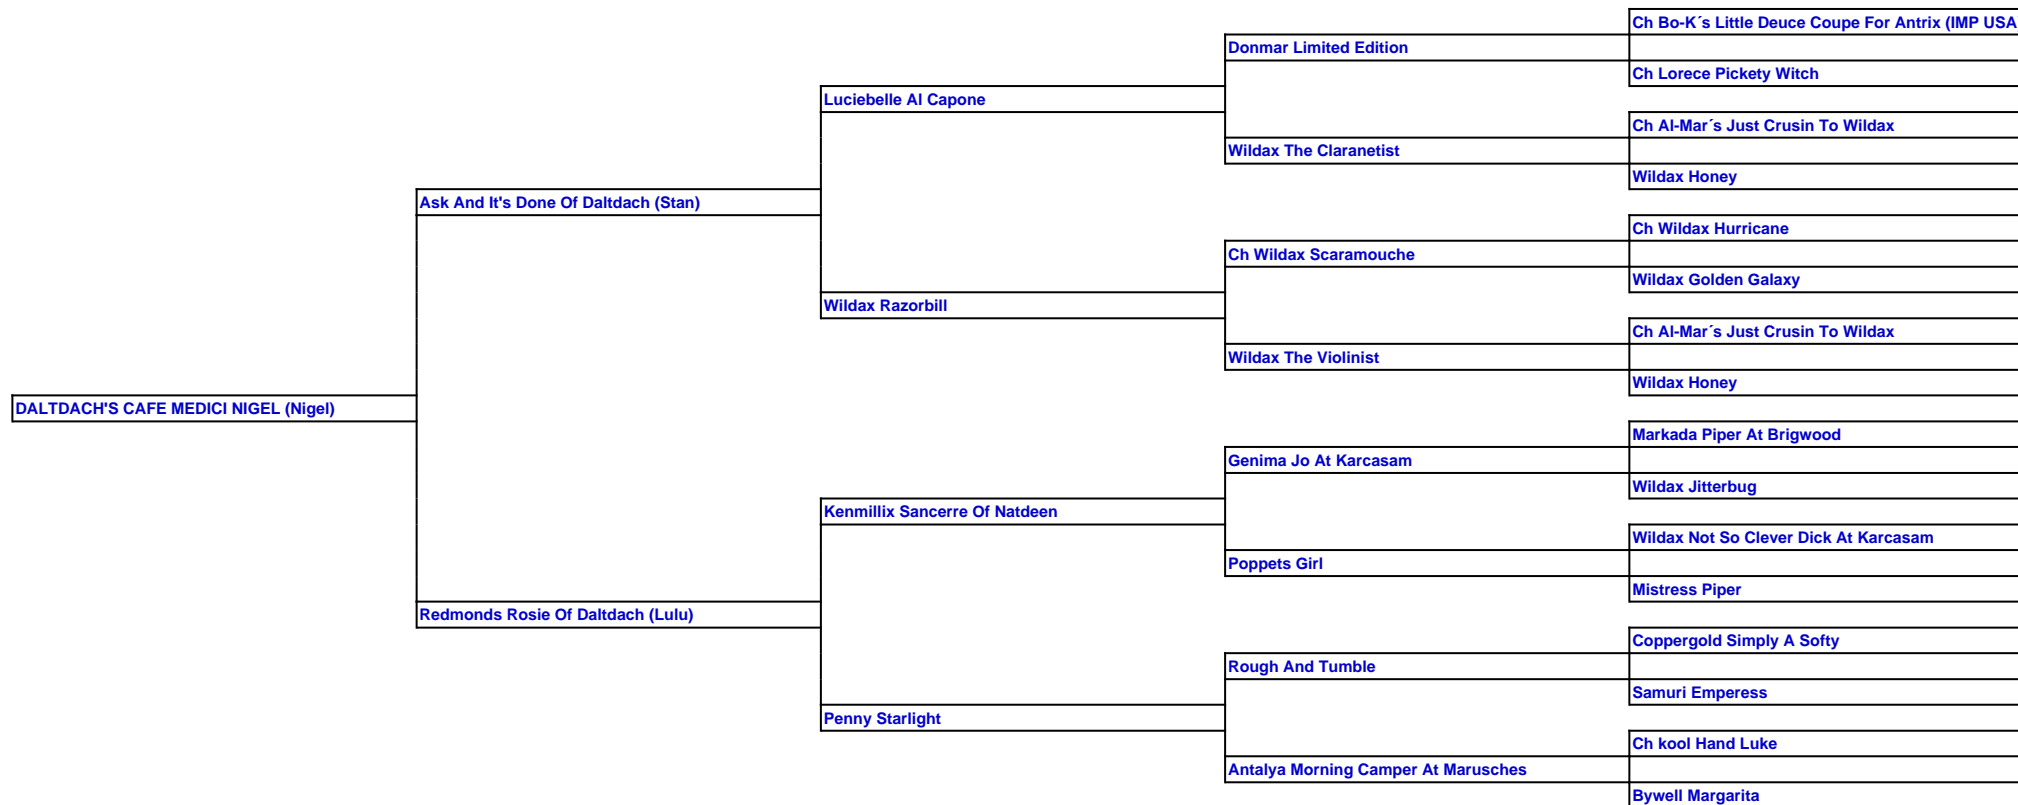 Ch Bo-K´s Little Deuce Coupe For Antrix (IMP USA
Donmar Limited Edition
Ch Lorece Pickety Witch
Luciebelle Al Capone
Ch Al-Mar´s Just Crusin To Wildax
Wildax The Claranetist
Wildax Honey
Ask And It's Done Of Daltdach (Stan)
Ch Wildax Hurricane
Ch Wildax Scaramouche
Wildax Golden Galaxy
Wildax Razorbill
Ch Al-Mar´s Just Crusin To Wildax
Wildax The Violinist
Wildax Honey
DALTDACH'S CAFE MEDICI NIGEL (Nigel)
Markada Piper At Brigwood
Genima Jo At Karcasam
Wildax Jitterbug
Kenmillix Sancerre Of Natdeen
Wildax Not So Clever Dick At Karcasam
Poppets Girl
Mistress Piper
Redmonds Rosie Of Daltdach (Lulu)
Coppergold Simply A Softy
Rough And Tumble
Samuri Emperess
Penny Starlight
Ch kool Hand Luke
Antalya Morning Camper At Marusches
Bywell Margarita